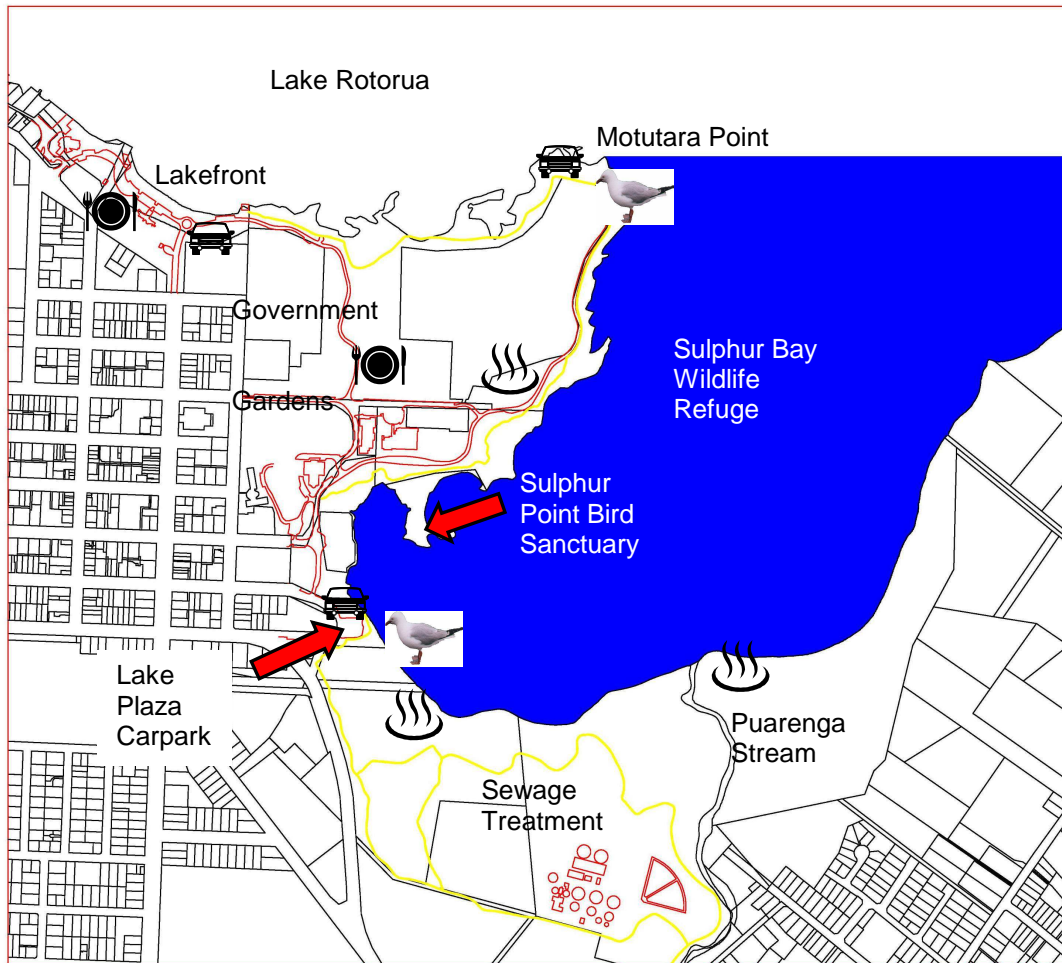 Lake Rotorua
Motutara Point
Lakefront
Government
Gardens
Sulphur Bay
Wildlife
Refuge
Sulphur
Point Bird
Sanctuary
Lake
Plaza
Carpark
Puarenga
Stream
Sewage
Treatment